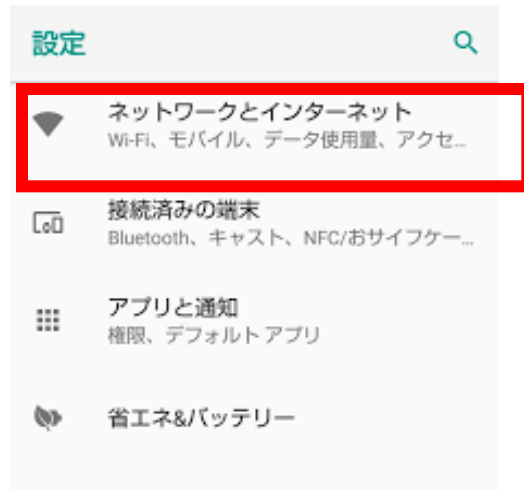 設定
ネットワークとインターネット
Wi-Fi、モバイル、データ使用量、アクセ...
接続済みの端末
Bluetooth、キャスト、NFC/おサイフケー...
アプリと通知
権限、デフォルト アプリ
省エネ&バッテリー